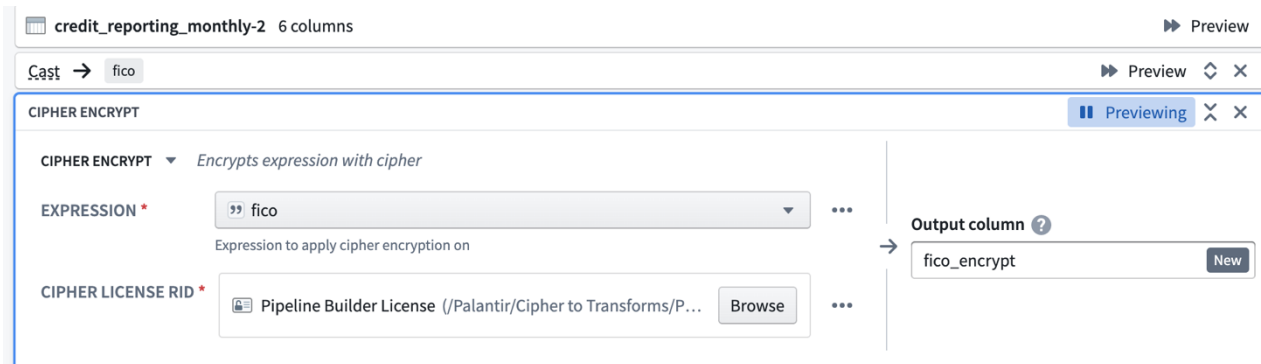 credit_reporting_monthly-2 6 columns Preview
Cast → fico Preview
CIPHER ENCRYPT Previewing
CIPHER ENCRYPT Encrypts expression with cipher
EXPRESSION * fico
Expression to apply cipher encryption on
Output column ?
fico_encrypt New
CIPHER LICENSE RID * Pipeline Builder License (/Palantir/Cipher to Transforms/P... Browse